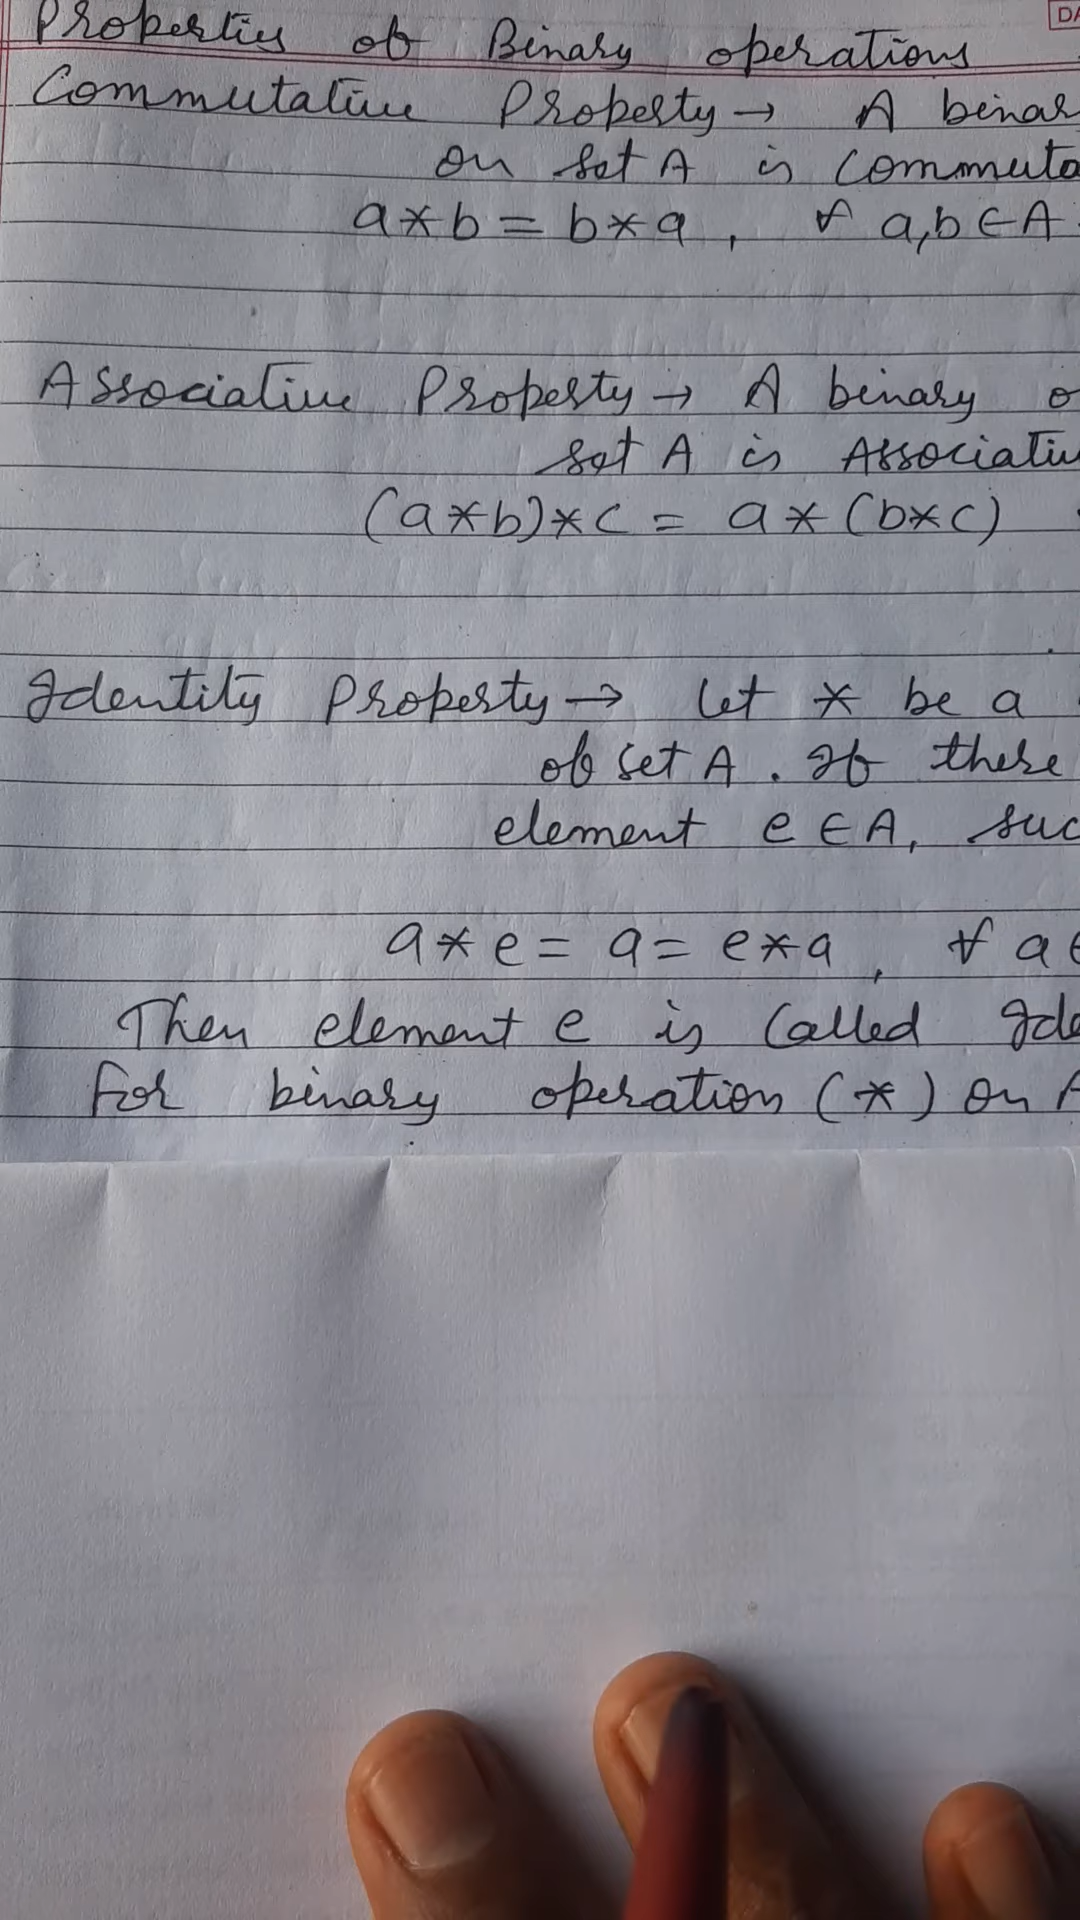 Properties of Binary operations
DA
Commutative Property → A binar
on set A is commuta
a*b = b*a , ∀ a,b ∈ A
Associative Property → A binary o
set A is Associativ
(a*b)*c = a*(b*c)
Identity Property → Let * be a
of set A . If there
element e ∈ A, suc
a*e = a = e*a , ∀ a ∈
Then element e is called Ide
for binary operation (*) on A